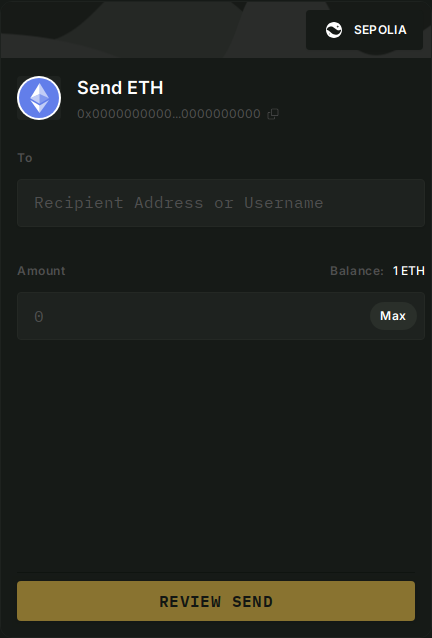 SEPOLIA
Send ETH
0x0000000000...0000000000
To
Recipient Address or Username
Amount
Balance: 1 ETH
0
Max
REVIEW SEND